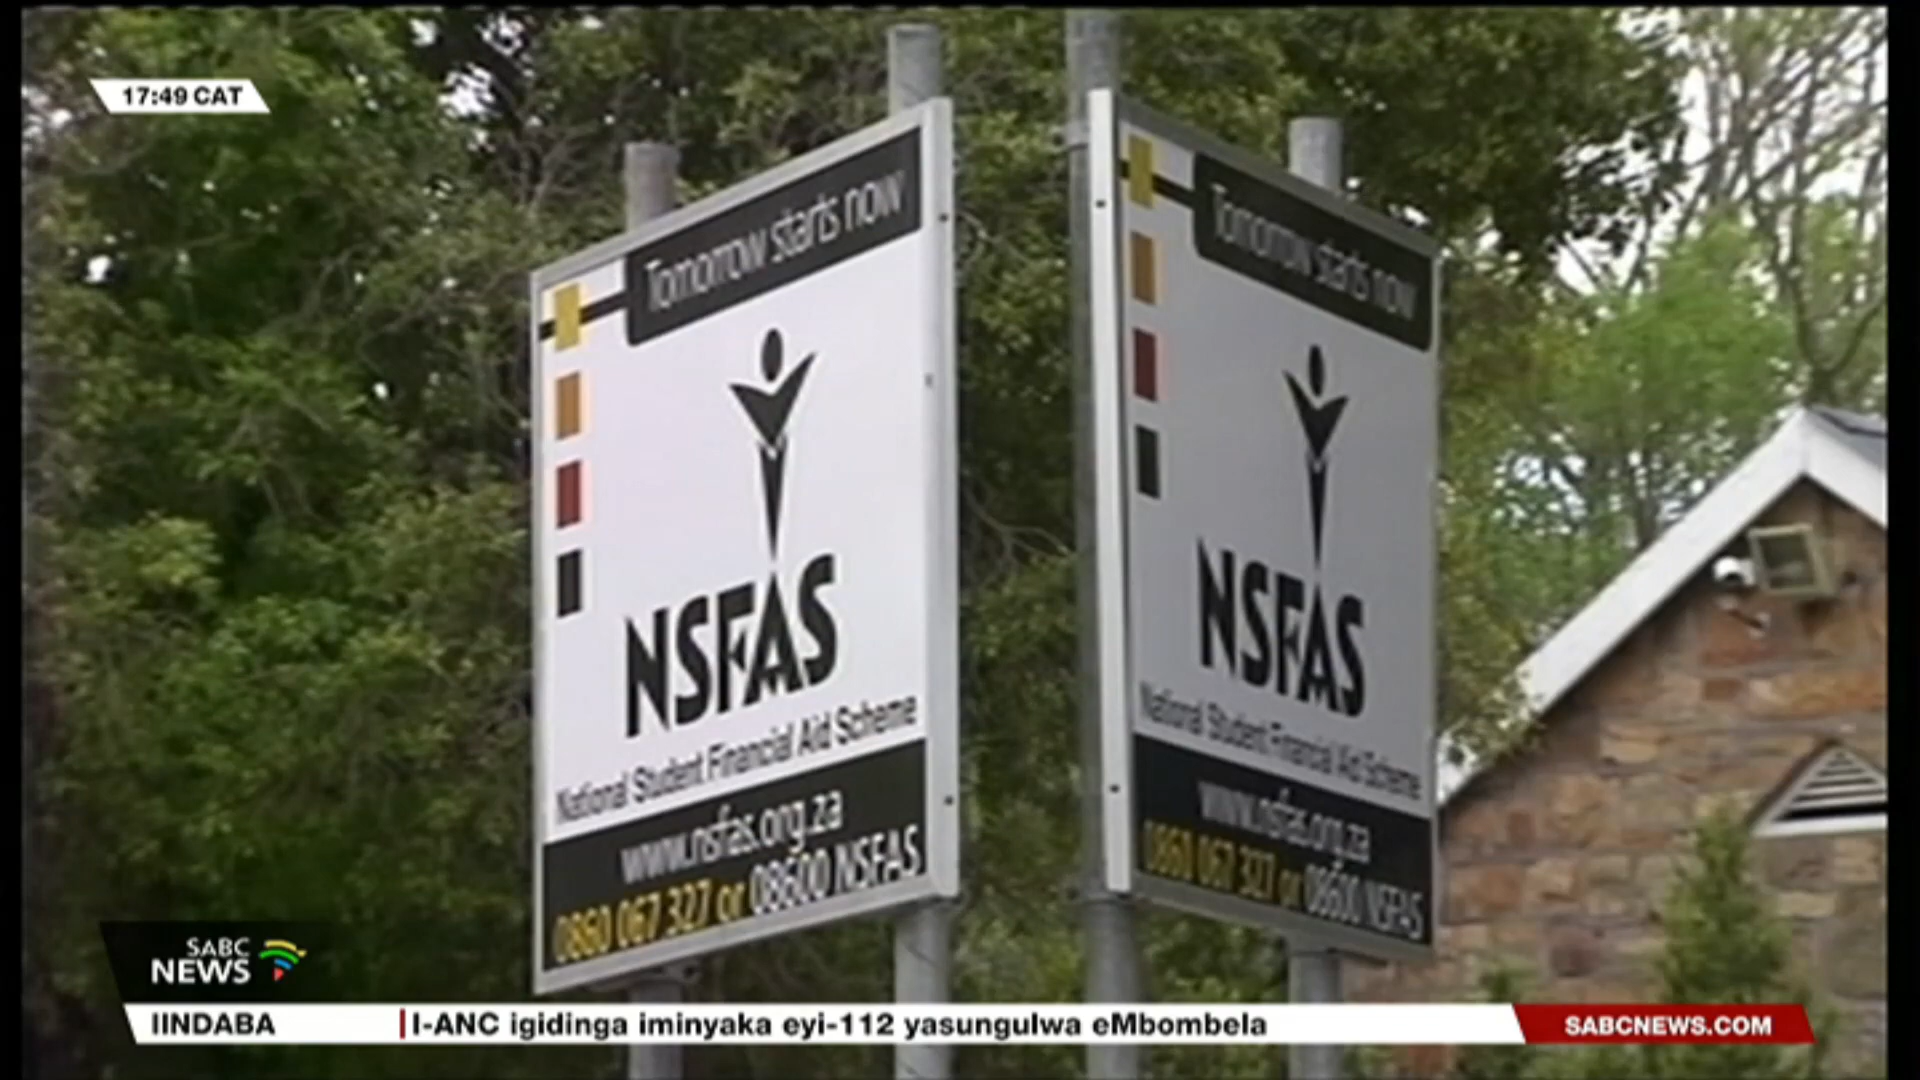 17:49 CAT
Tomorrow starts now
NSFAS
National Student Financial Aid Scheme
www.nsfas.org.za
0860 067 327 or 08600 NSFAS
Tomorrow starts now
NSFAS
National Student Financial Aid Scheme
www.nsfas.org.za
0860 067 327 or 08600 NSFAS
SABC
NEWS
IINDABA
I-ANC igidinga iminyaka eyi-112 yasungulwa eMbombela
SABCNEWS.COM